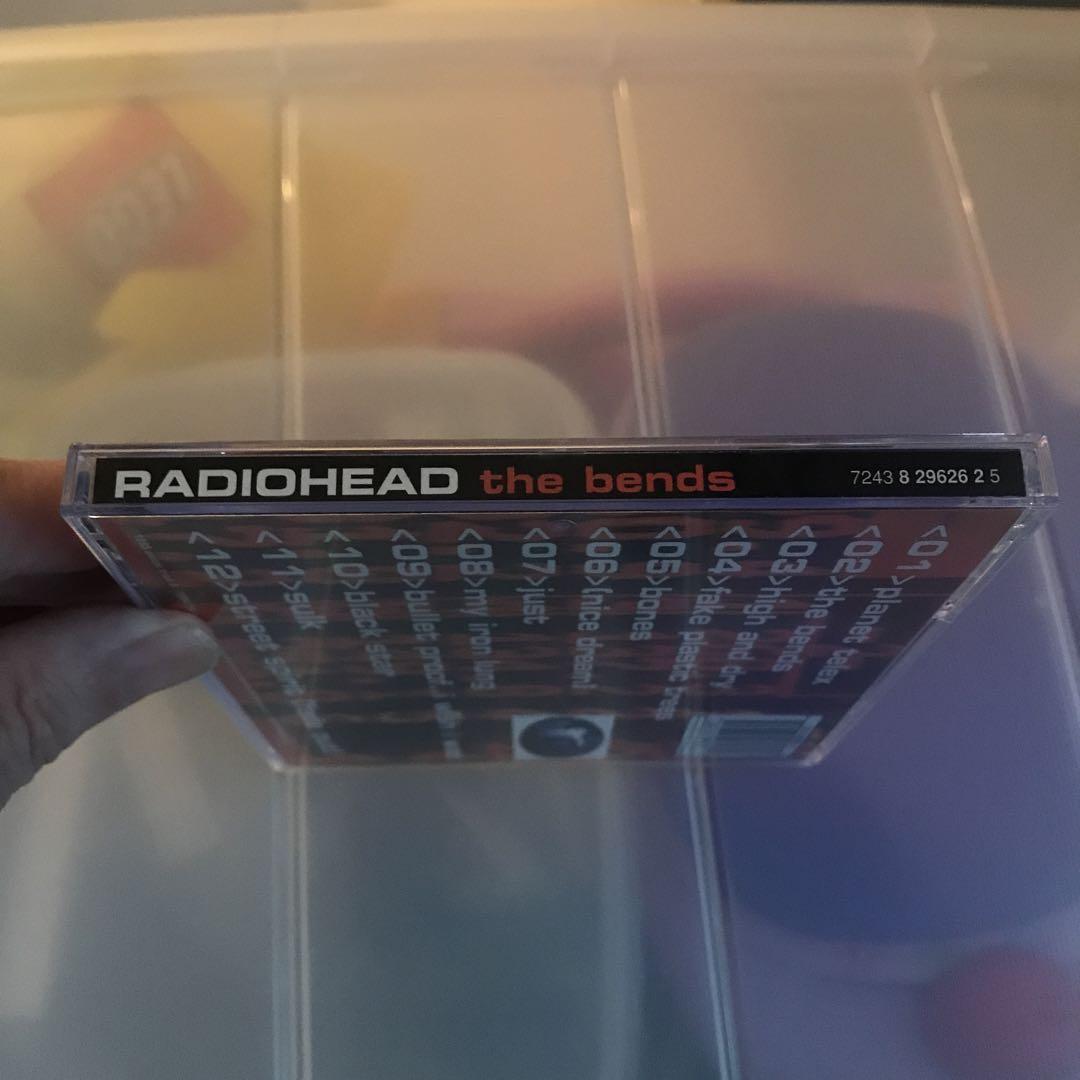 RADIOHEAD the bends 7243 8 29626 2 5
<01>planet telex
<02>the bends
<03>high and dry
<04>fake plastic trees
<05>bones
<06>(nice dream)
<07>just
<08>my iron lung
<09>bullet proof..
<10>black star
<11>sulk
<12>street spirit